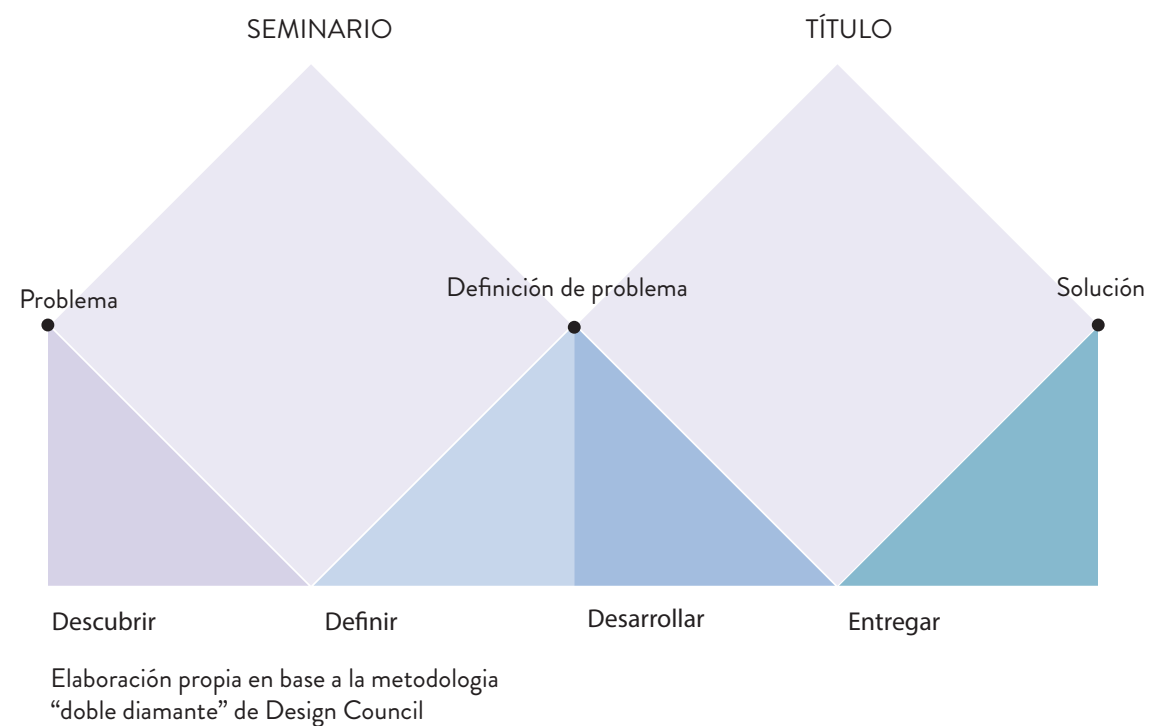 SEMINARIO
TÍTULO
Problema
Definición de problema
Solución
Descubrir
Definir
Desarrollar
Entregar
Elaboración propia en base a la metodologia
“doble diamante” de Design Council